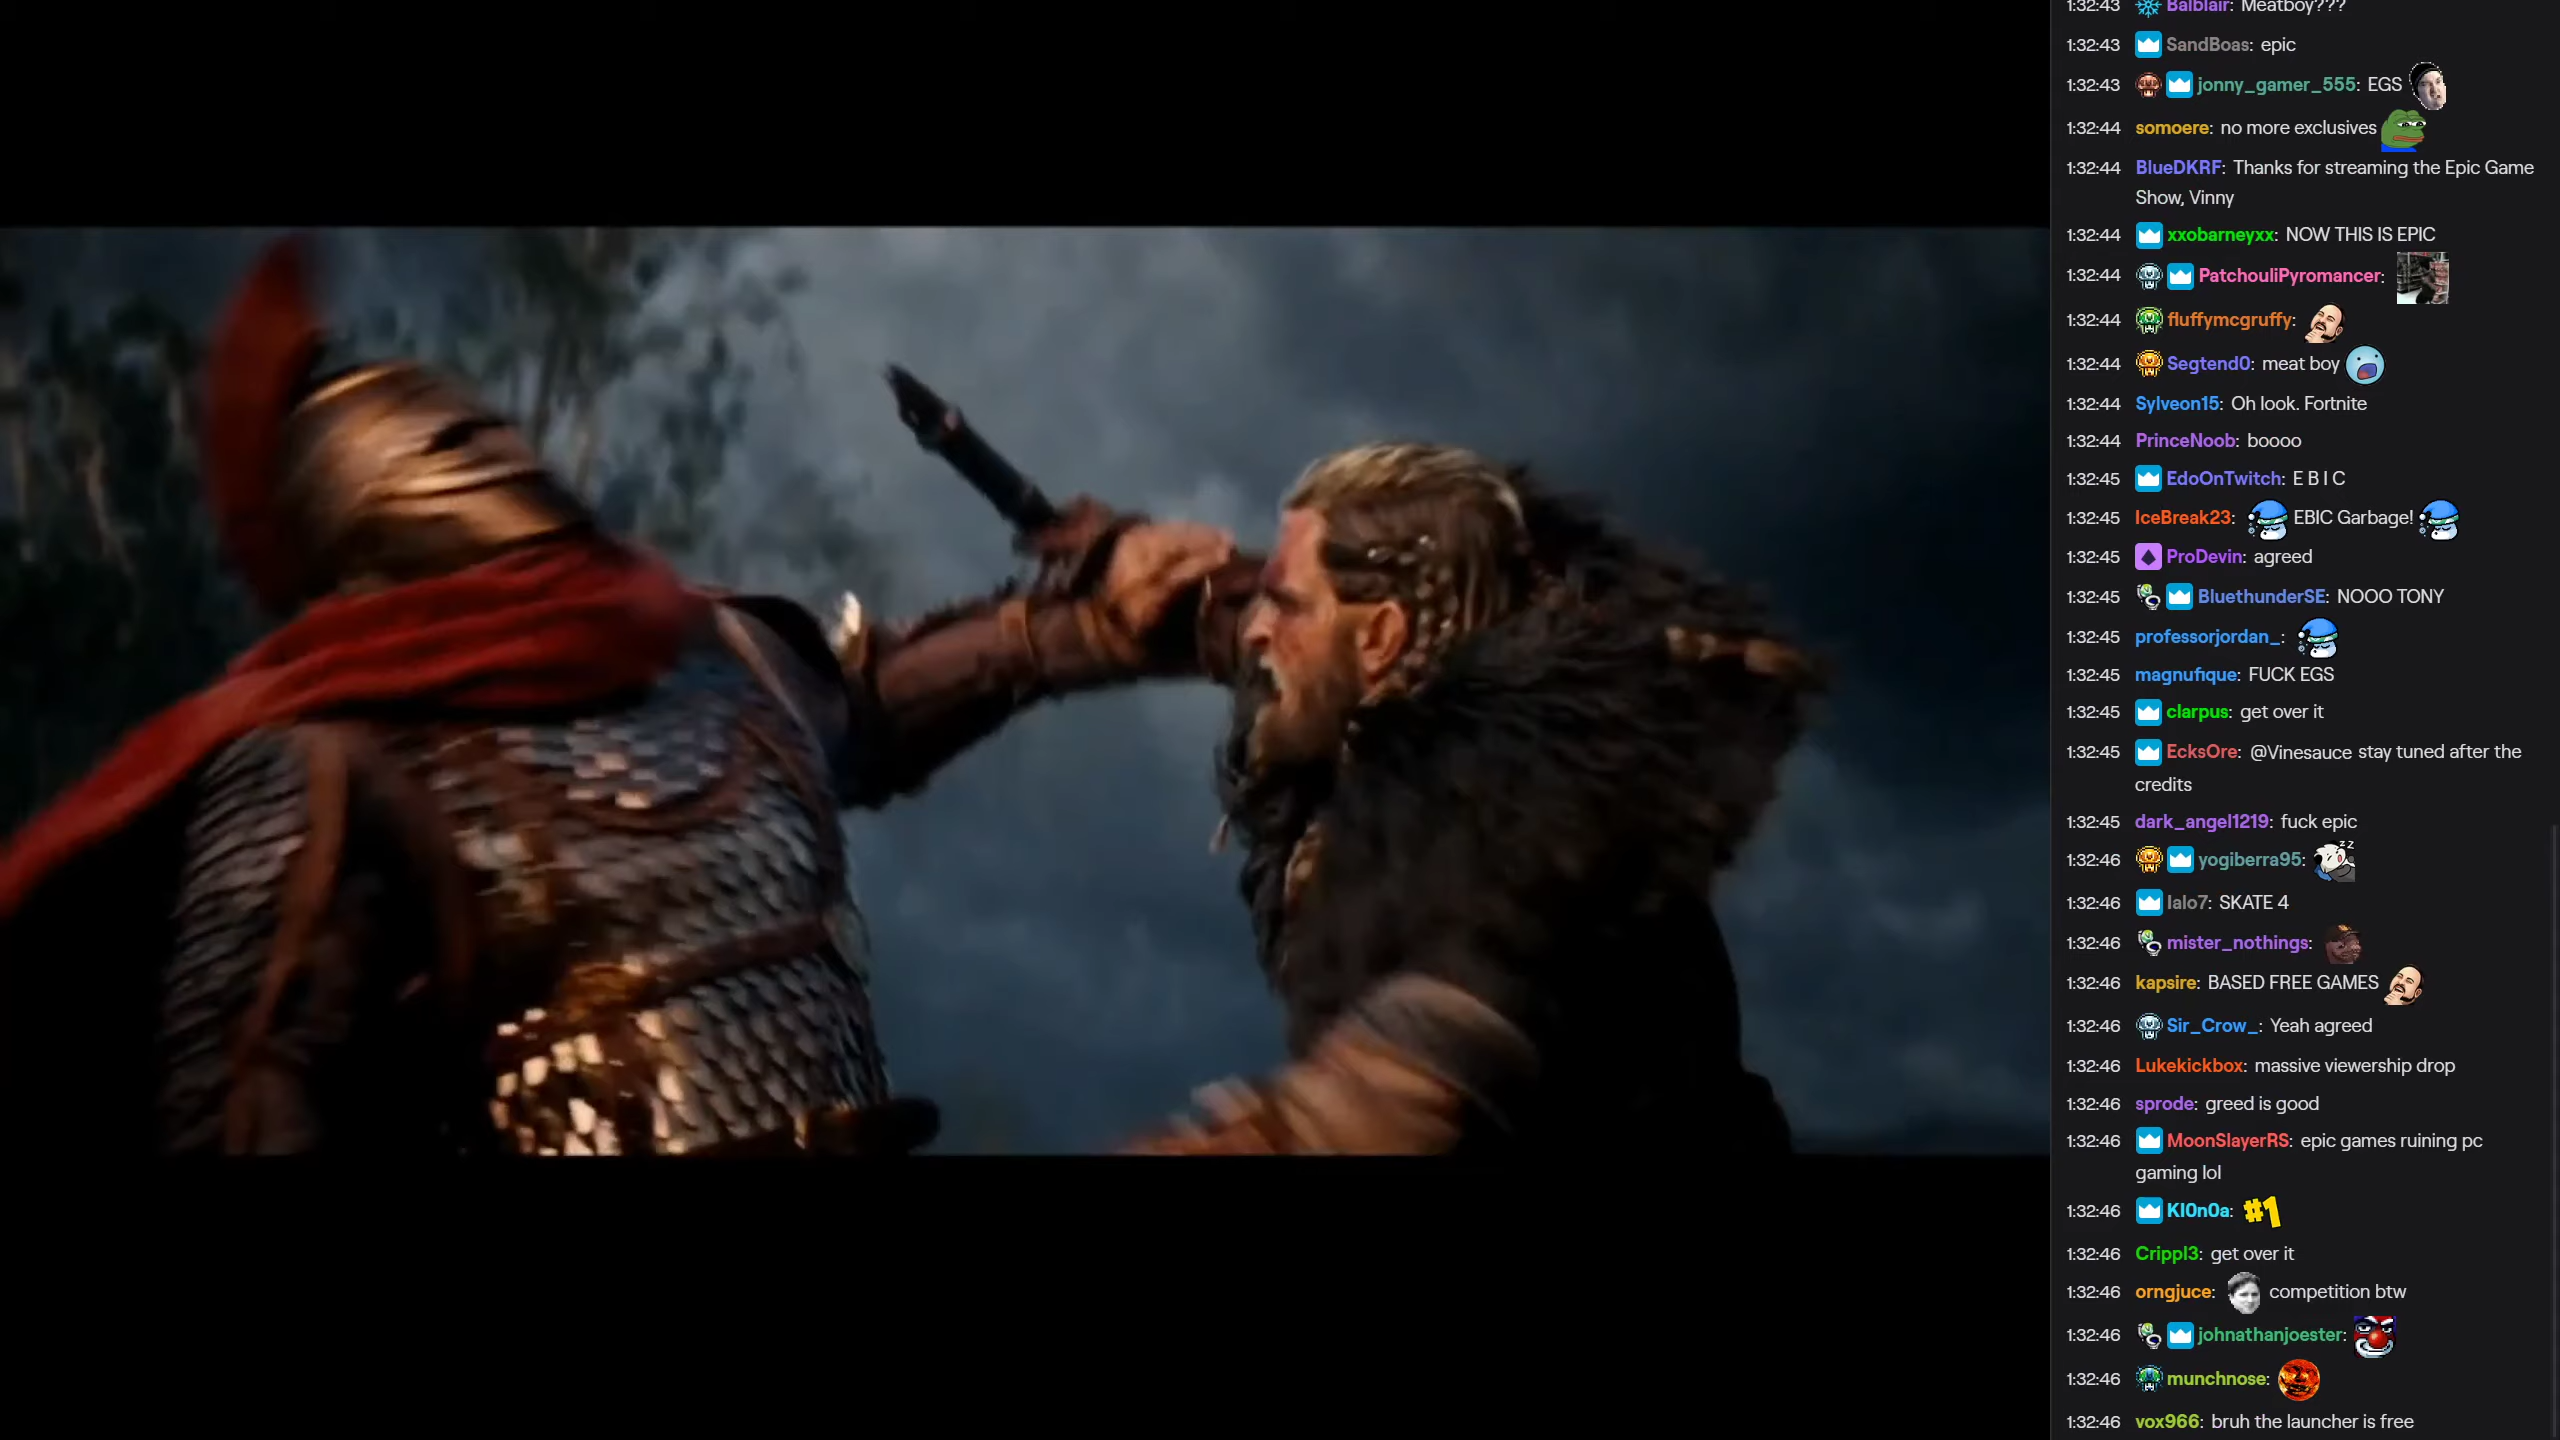 1:32:43 Balblair: Meatboy???
1:32:43 SandBoas: epic
1:32:43 jonny_gamer_555: EGS
1:32:44 somoere: no more exclusives
1:32:44 BlueDKRF: Thanks for streaming the Epic Game
Show, Vinny
1:32:44 xxobarneyxx: NOW THIS IS EPIC
1:32:44 PatchouliPyromancer:
1:32:44 fluffymcgruffy:
1:32:44 Segtend0: meat boy
1:32:44 Sylveon15: Oh look. Fortnite
1:32:44 PrinceNoob: boooo
1:32:45 EdoOnTwitch: E B I C
1:32:45 IceBreak23: EBIC Garbage!
1:32:45 ProDevin: agreed
1:32:45 BluethunderSE: NOOO TONY
1:32:45 professorjordan_:
1:32:45 magnufique: FUCK EGS
1:32:45 clarpus: get over it
1:32:45 EcksOre: @Vinesauce stay tuned after the
credits
1:32:45 dark_angel1219: fuck epic
1:32:46 yogiberra95:
1:32:46 lalo7: SKATE 4
1:32:46 mister_nothings:
1:32:46 kapsire: BASED FREE GAMES
1:32:46 Sir_Crow_: Yeah agreed
1:32:46 Lukekickbox: massive viewership drop
1:32:46 sprode: greed is good
1:32:46 MoonSlayerRS: epic games ruining pc
gaming lol
1:32:46 Kl0n0a: #1
1:32:46 Crippl3: get over it
1:32:46 orngjuce: competition btw
1:32:46 johnathanjoester:
1:32:46 munchnose:
1:32:46 vox966: bruh the launcher is free